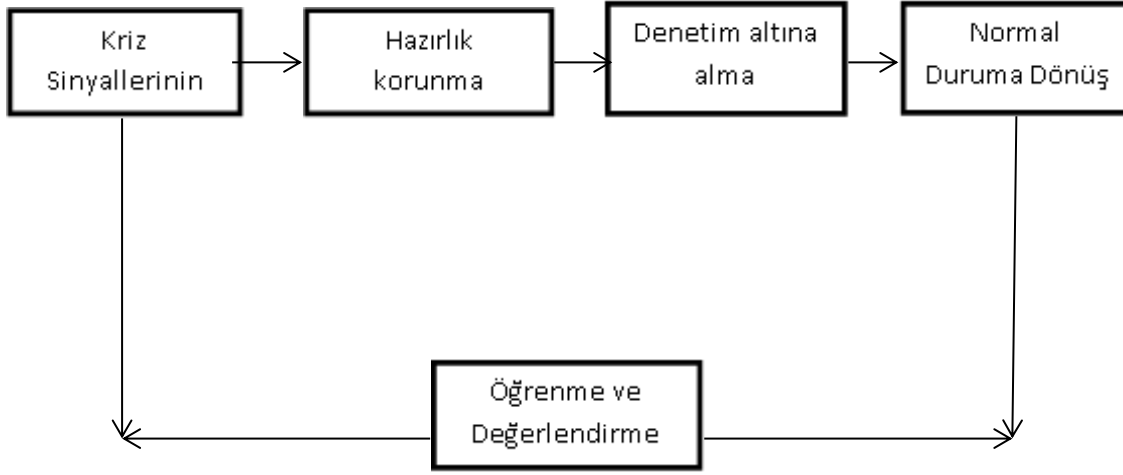 Kriz
Sinyallerinin
Hazırlık
korunma
Denetim altına
alma
Normal
Duruma Dönüş
Öğrenme ve
Değerlendirme